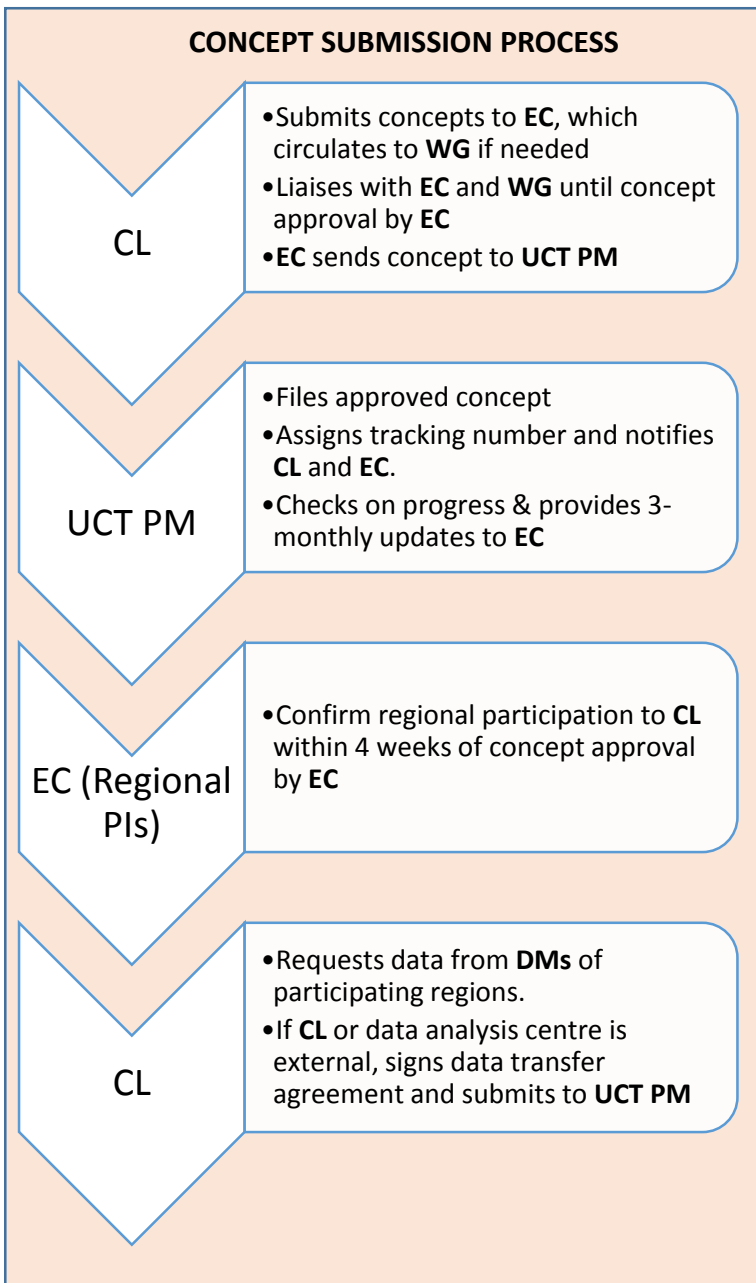 CONCEPT SUBMISSION PROCESS
CL
•Submits concepts to EC, which
circulates to WG if needed
•Liaises with EC and WG until concept
approval by EC
•EC sends concept to UCT PM
UCT PM
•Files approved concept
•Assigns tracking number and notifies
CL and EC.
•Checks on progress & provides 3-
monthly updates to EC
EC (Regional
PIs)
•Confirm regional participation to CL
within 4 weeks of concept approval
by EC
CL
•Requests data from DMs of
participating regions.
•If CL or data analysis centre is
external, signs data transfer
agreement and submits to UCT PM